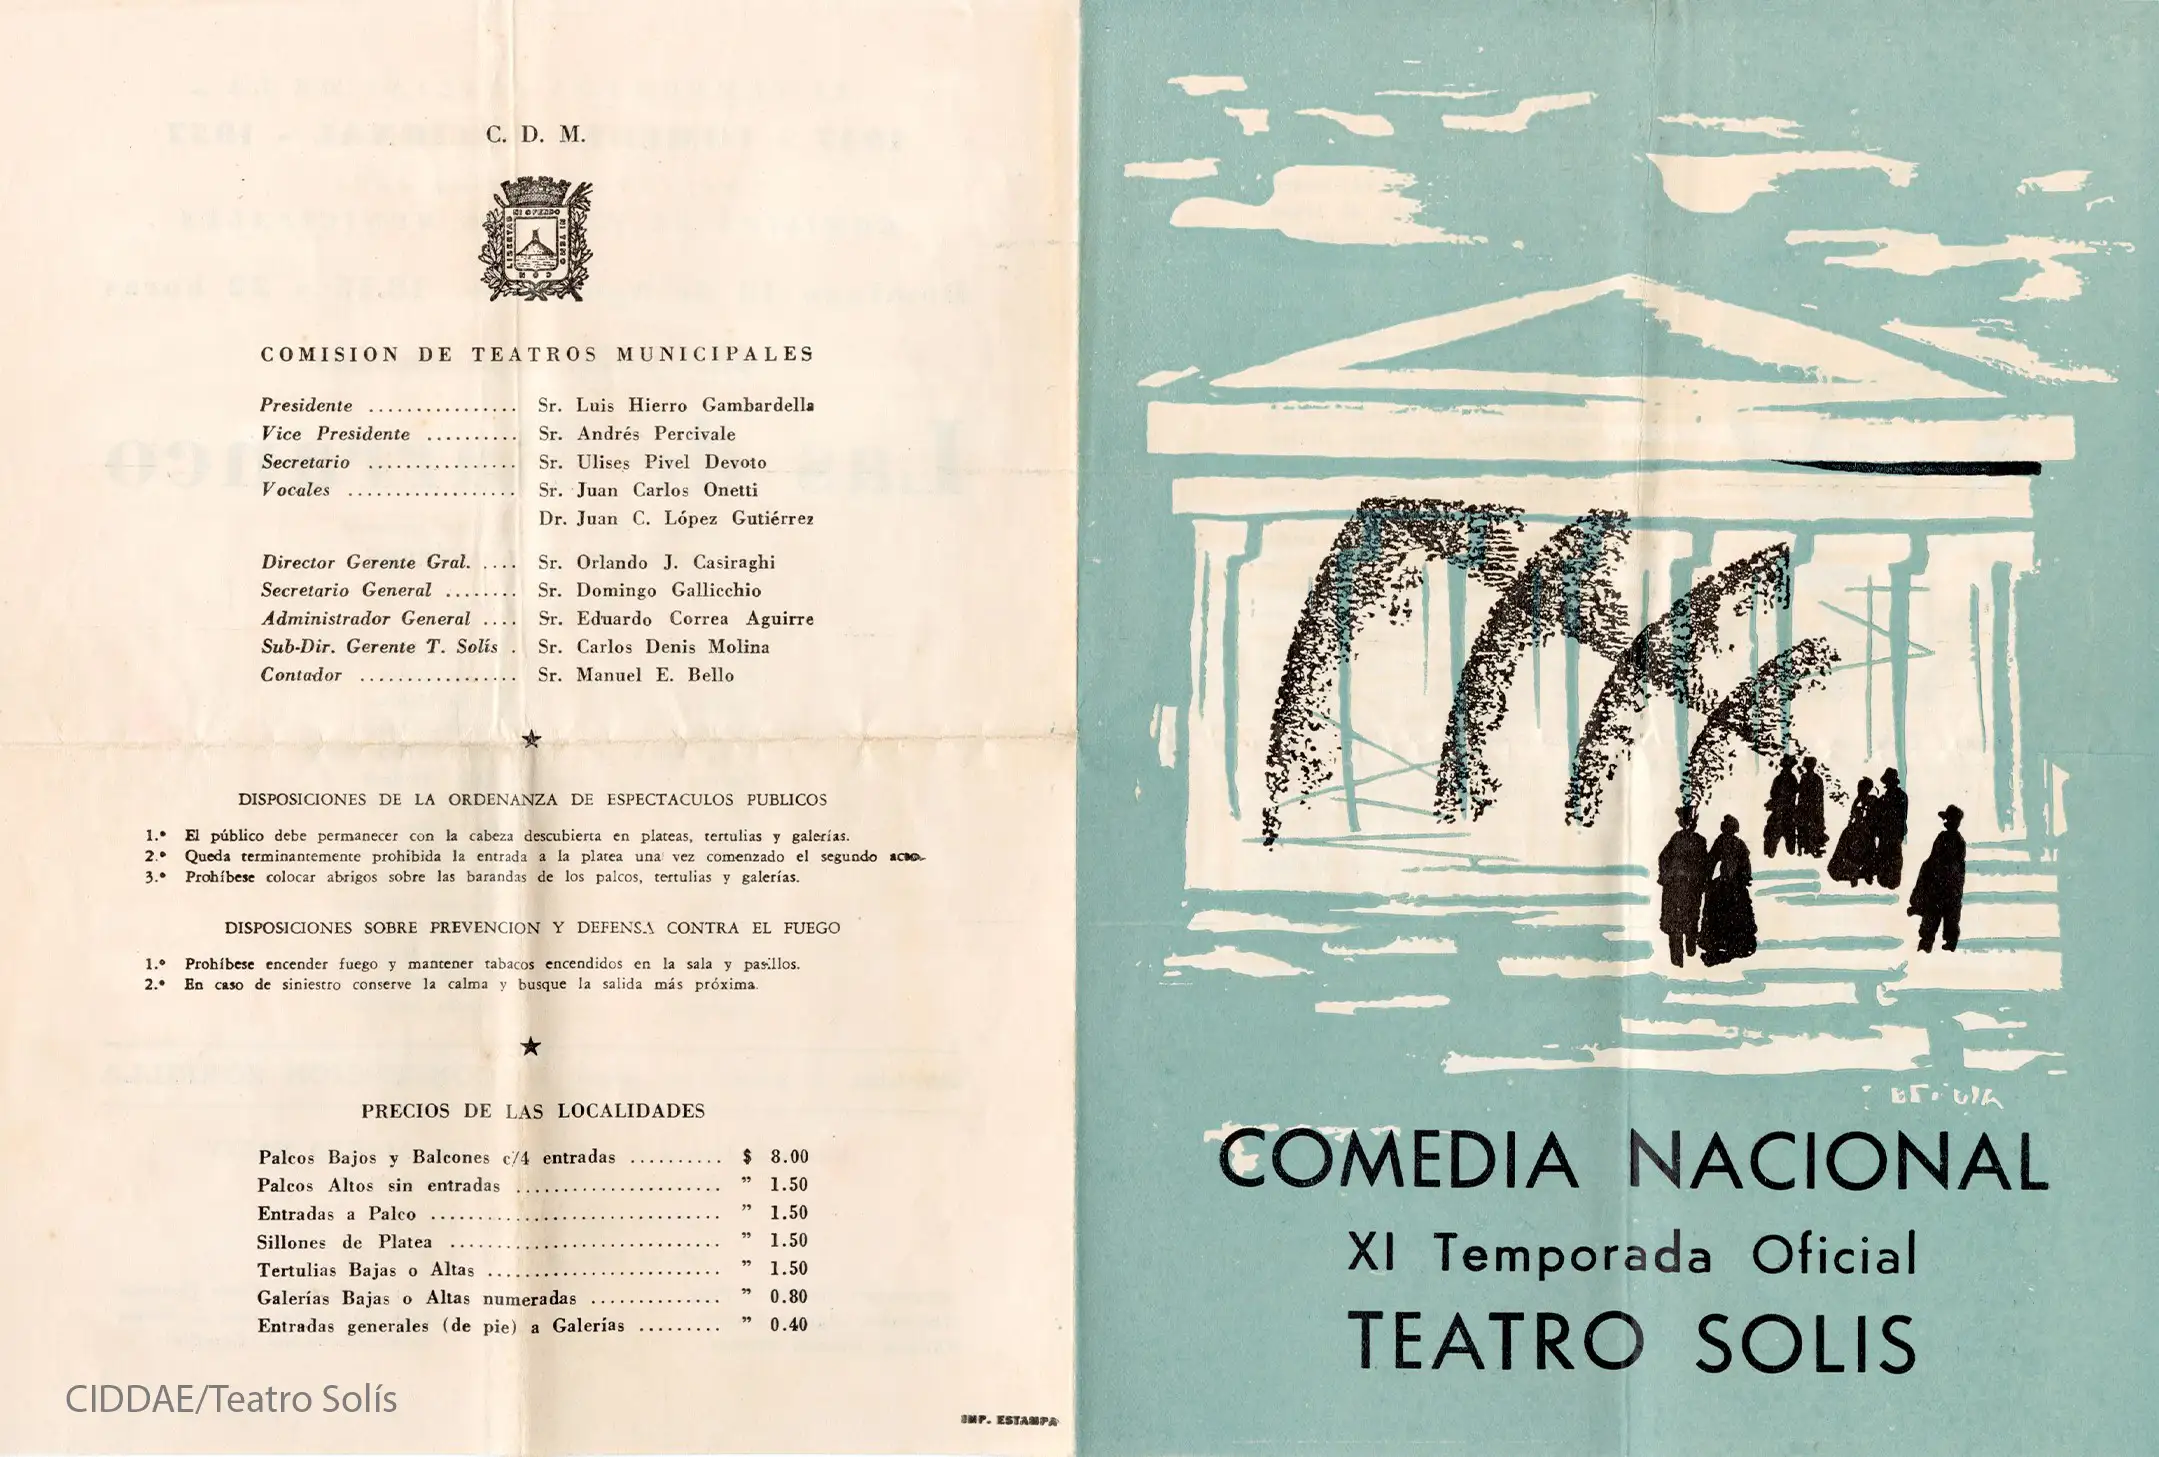 C. D. M.
COMISION DE TEATROS MUNICIPALES
Presidente ................ Sr. Luis Hierro Gambardella
Vice Presidente .......... Sr. Andrés Percivale
Secretario ................ Sr. Ulises Pivel Devoto
Vocales .................. Sr. Juan Carlos Onetti
Dr. Juan C. López Gutiérrez
Director Gerente Gral. .... Sr. Orlando J. Casiraghi
Secretario General ........ Sr. Domingo Gallicchio
Administrador General .... Sr. Eduardo Correa Aguirre
Sub-Dir. Gerente T. Solís . Sr. Carlos Denis Molina
Contador ................. Sr. Manuel E. Bello
DISPOSICIONES DE LA ORDENANZA DE ESPECTACULOS PUBLICOS
1.º El público debe permanecer con la cabeza descubierta en plateas, tertulias y galerías.
2.º Queda terminantemente prohibida la entrada a la platea una vez comenzado el segundo acto.
3.º Prohíbese colocar abrigos sobre las barandas de los palcos, tertulias y galerías.
DISPOSICIONES SOBRE PREVENCION Y DEFENSA CONTRA EL FUEGO
1.º Prohíbese encender fuego y mantener tabacos encendidos en la sala y pasillos.
2.º En caso de siniestro conserve la calma y busque la salida más próxima.
PRECIOS DE LAS LOCALIDADES
Palcos Bajos y Balcones c/4 entradas .......... $ 8.00
Palcos Altos sin entradas ...................... ” 1.50
Entradas a Palco ............................... ” 1.50
Sillones de Platea ............................. ” 1.50
Tertulias Bajas o Altas ......................... ” 1.50
Galerías Bajas o Altas numeradas .............. ” 0.80
Entradas generales (de pie) a Galerías ......... ” 0.40
CIDDAE/Teatro Solís
IMP. ESTAMPA
COMEDIA NACIONAL
XI Temporada Oficial
TEATRO SOLIS